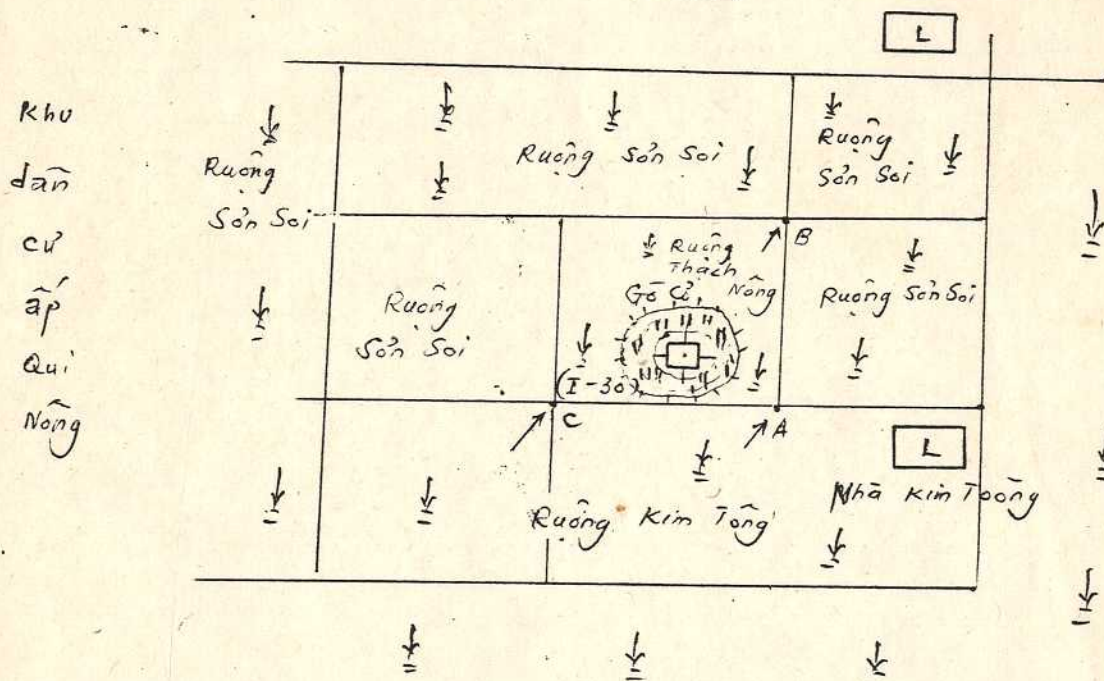 L
Khu
dân
cư
ấp
Qui
Nông
Ruộng
Sơn Soi
Ruộng Sơn Soi
Ruộng
Sơn Soi
B
Ruộng
Thạch
Nông
Gò Cỏ
Ruộng
Sơn Soi
Ruộng Sơn Soi
(I-30)
C
A
L
Nhà Kim Toông
Ruộng Kim Tông